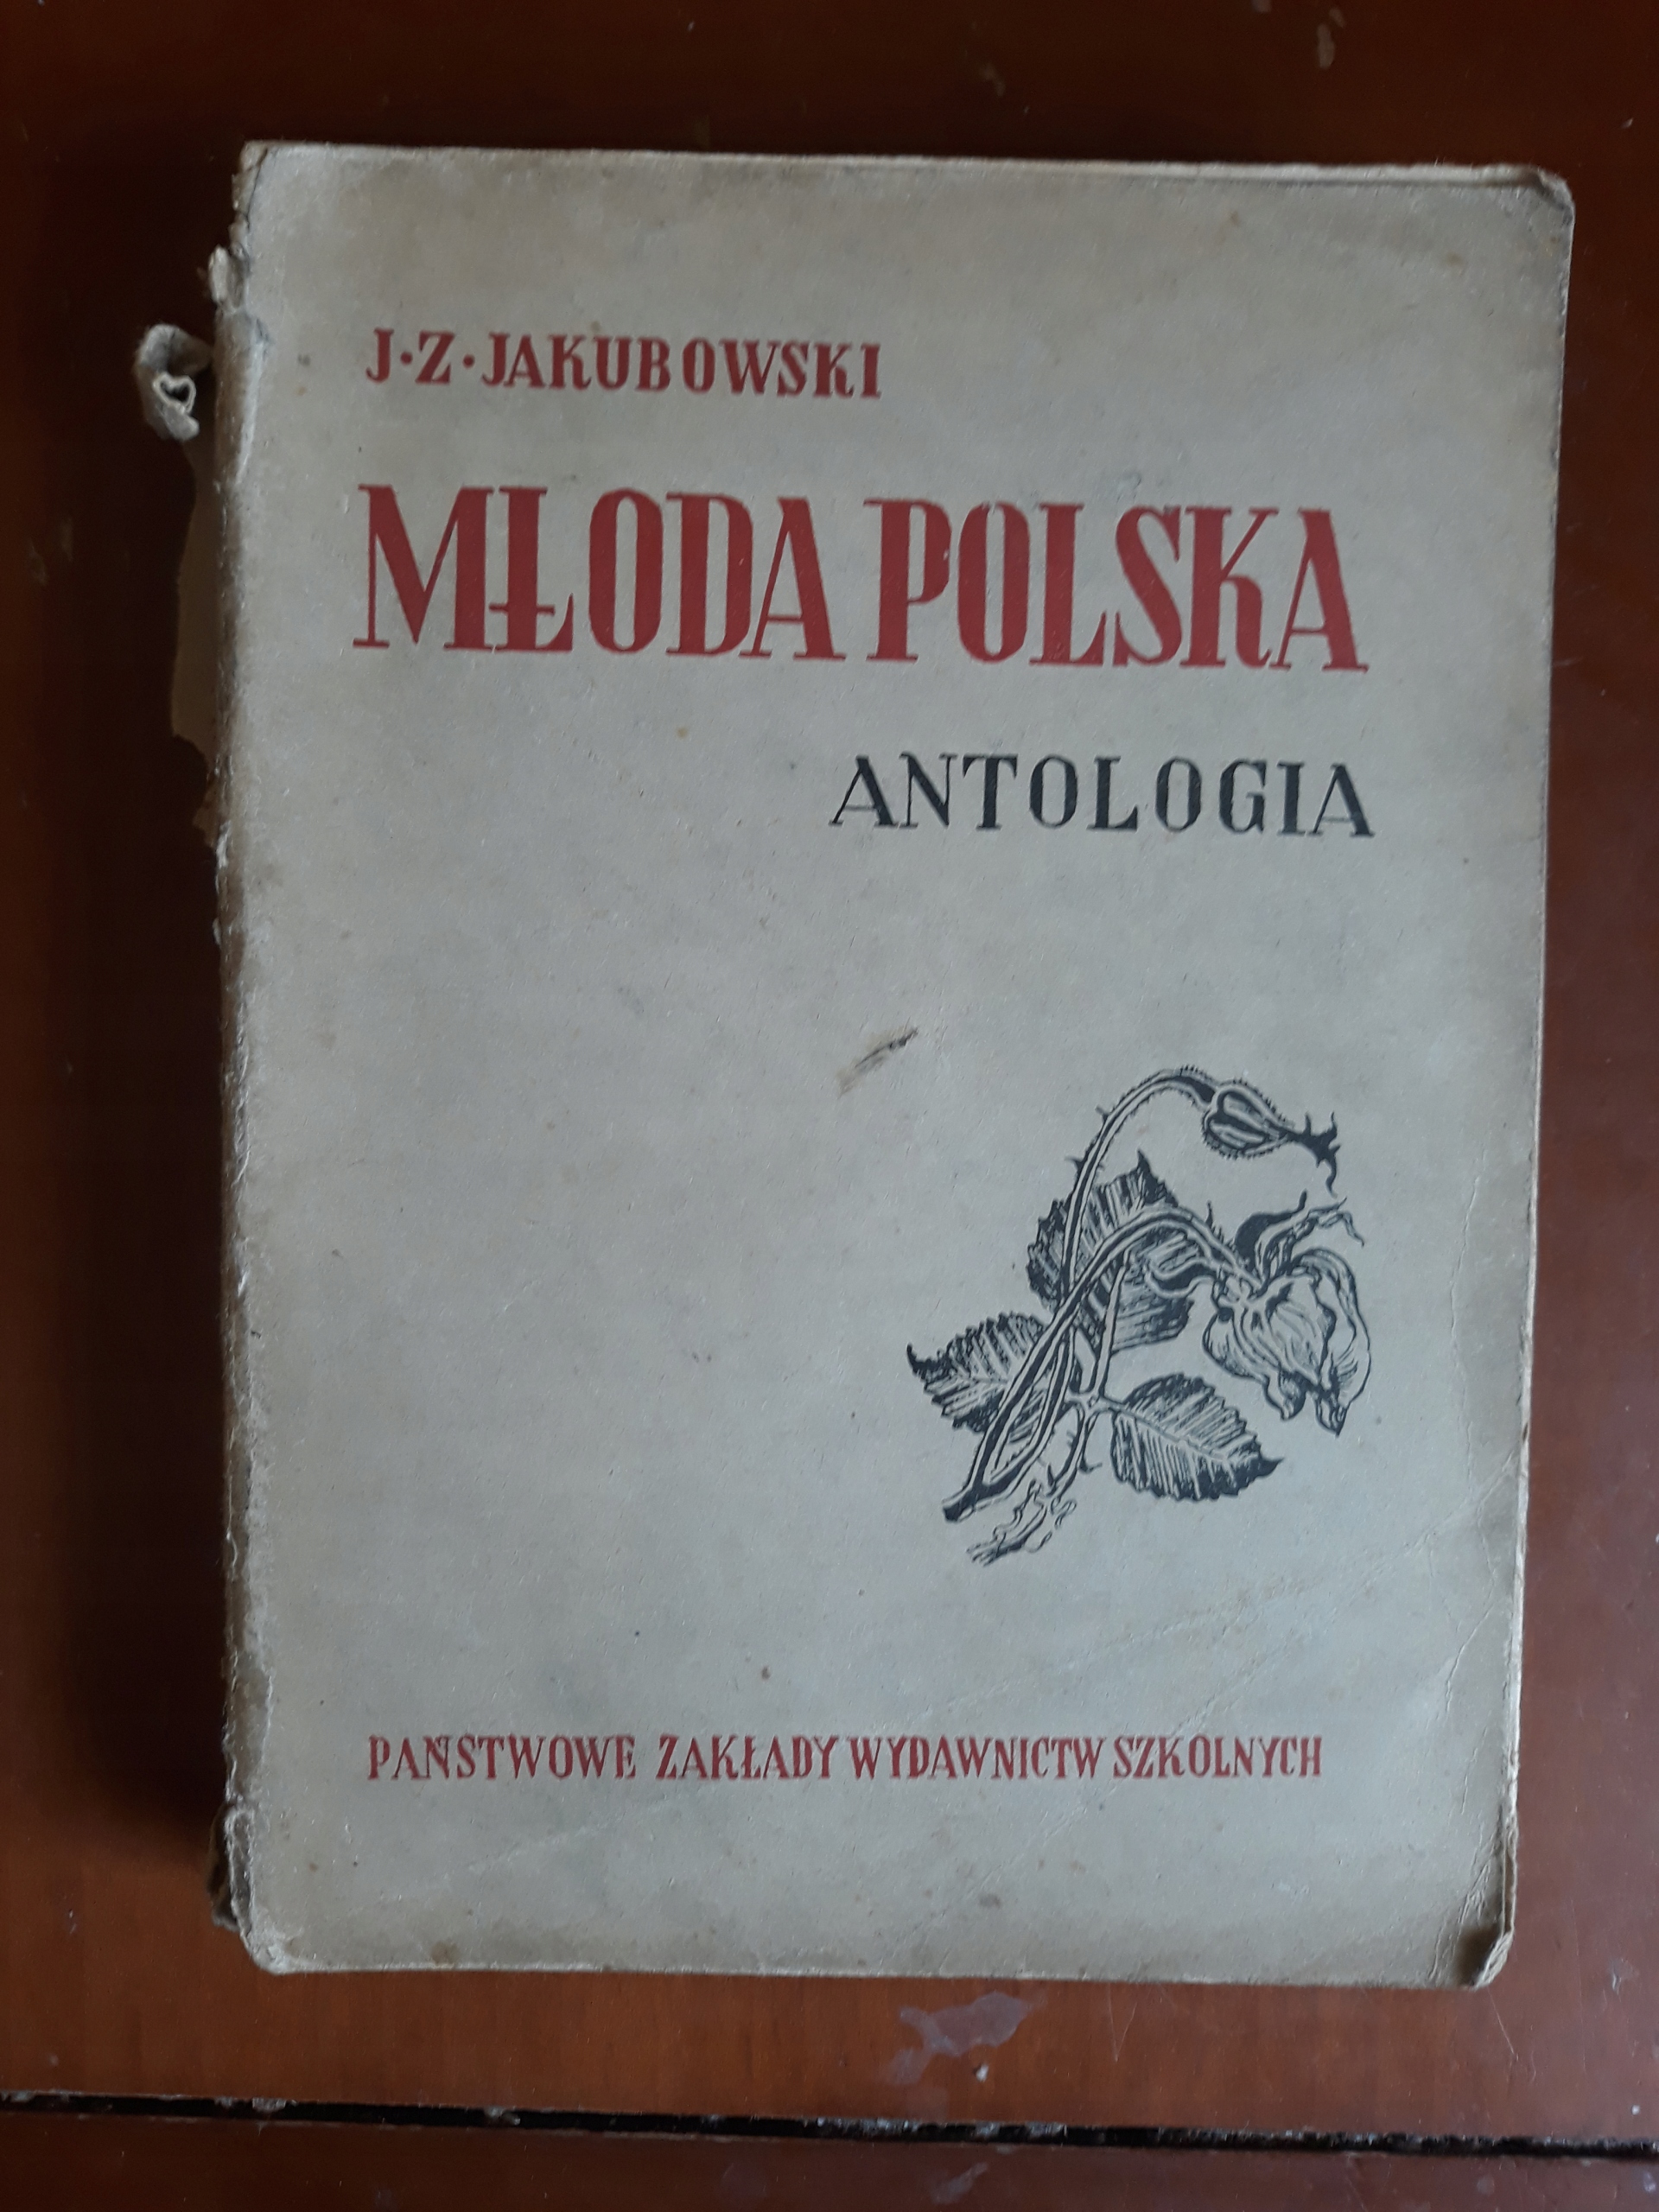 J·Z·JAKUBOWSKI
MŁODA POLSKA
ANTOLOGIA
PAŃSTWOWE ZAKŁADY WYDAWNICTW SZKOLNYCH